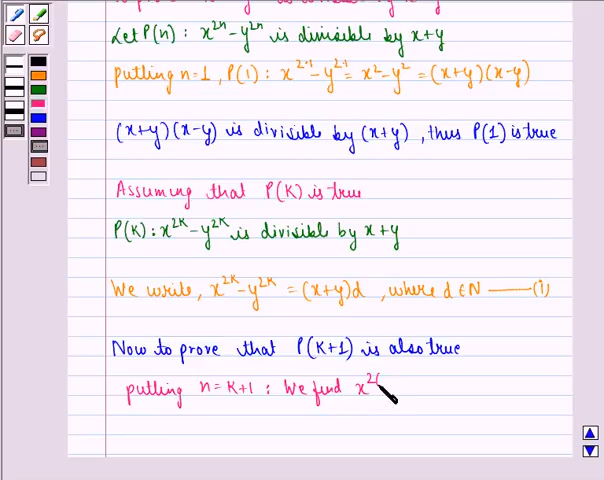 Let P(n) : x^2n - y^2n is divisible by x+y
putting n=1, P(1) : x^2·1 - y^2·1 = x^2 - y^2 = (x+y)(x-y)
(x+y)(x-y) is divisible by (x+y), thus P(1) is true
Assuming that P(K) is true
P(K) : x^2K - y^2K is divisible by x+y
We write, x^2K - y^2K = (x+y)d, where d ∈ N —— (i)
Now to prove that P(K+1) is also true
putting n = K+1 : We find x^2(